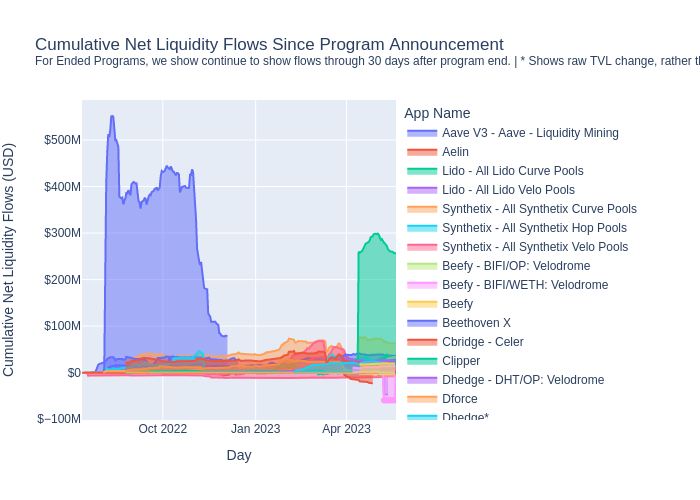 Cumulative Net Liquidity Flows Since Program Announcement
For Ended Programs, we show continue to show flows through 30 days after program end. | * Shows raw TVL change, rather
Cumulative Net Liquidity Flows (USD)
$500M
$400M
$300M
$200M
$100M
$0
$−100M
Oct 2022
Jan 2023
Apr 2023
Day
App Name
Aave V3 - Aave - Liquidity Mining
Aelin
Lido - All Lido Curve Pools
Lido - All Lido Velo Pools
Synthetix - All Synthetix Curve Pools
Synthetix - All Synthetix Hop Pools
Synthetix - All Synthetix Velo Pools
Beefy - BIFI/OP: Velodrome
Beefy - BIFI/WETH: Velodrome
Beefy
Beethoven X
Cbridge - Celer
Clipper
Dhedge - DHT/OP: Velodrome
Dforce
Dhedge*